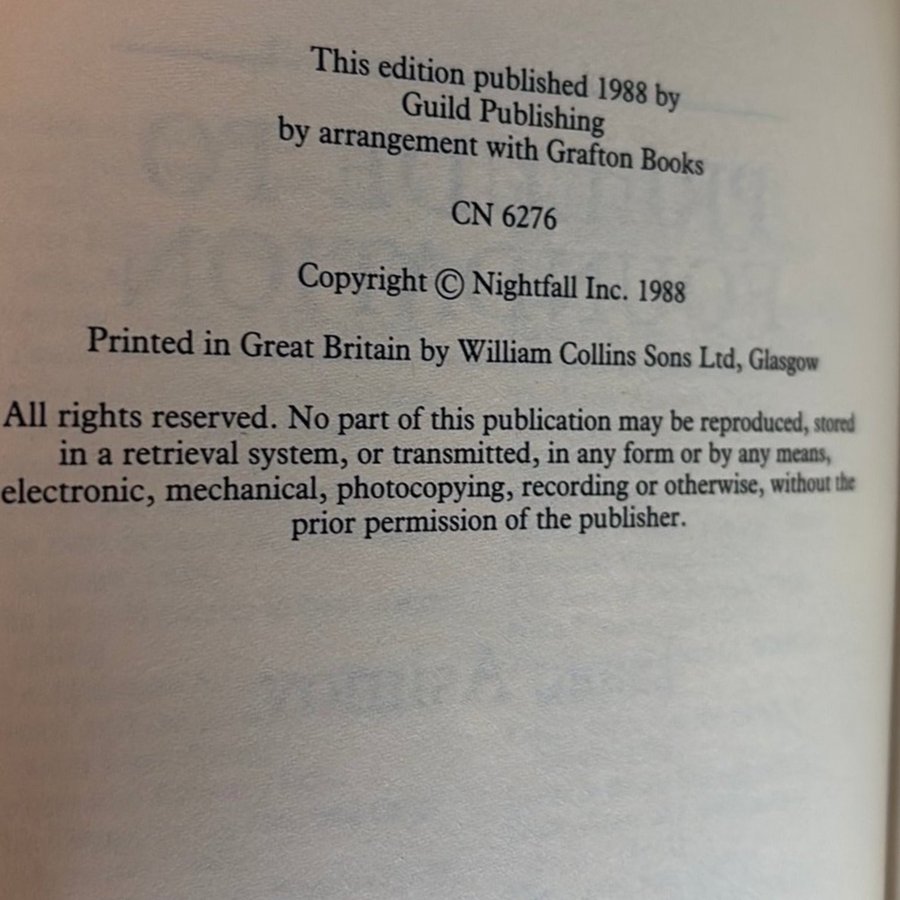 This edition published 1988 by
Guild Publishing
by arrangement with Grafton Books
CN 6276
Copyright © Nightfall Inc. 1988
Printed in Great Britain by William Collins Sons Ltd, Glasgow
All rights reserved. No part of this publication may be reproduced, stored
in a retrieval system, or transmitted, in any form or by any means,
electronic, mechanical, photocopying, recording or otherwise, without the
prior permission of the publisher.